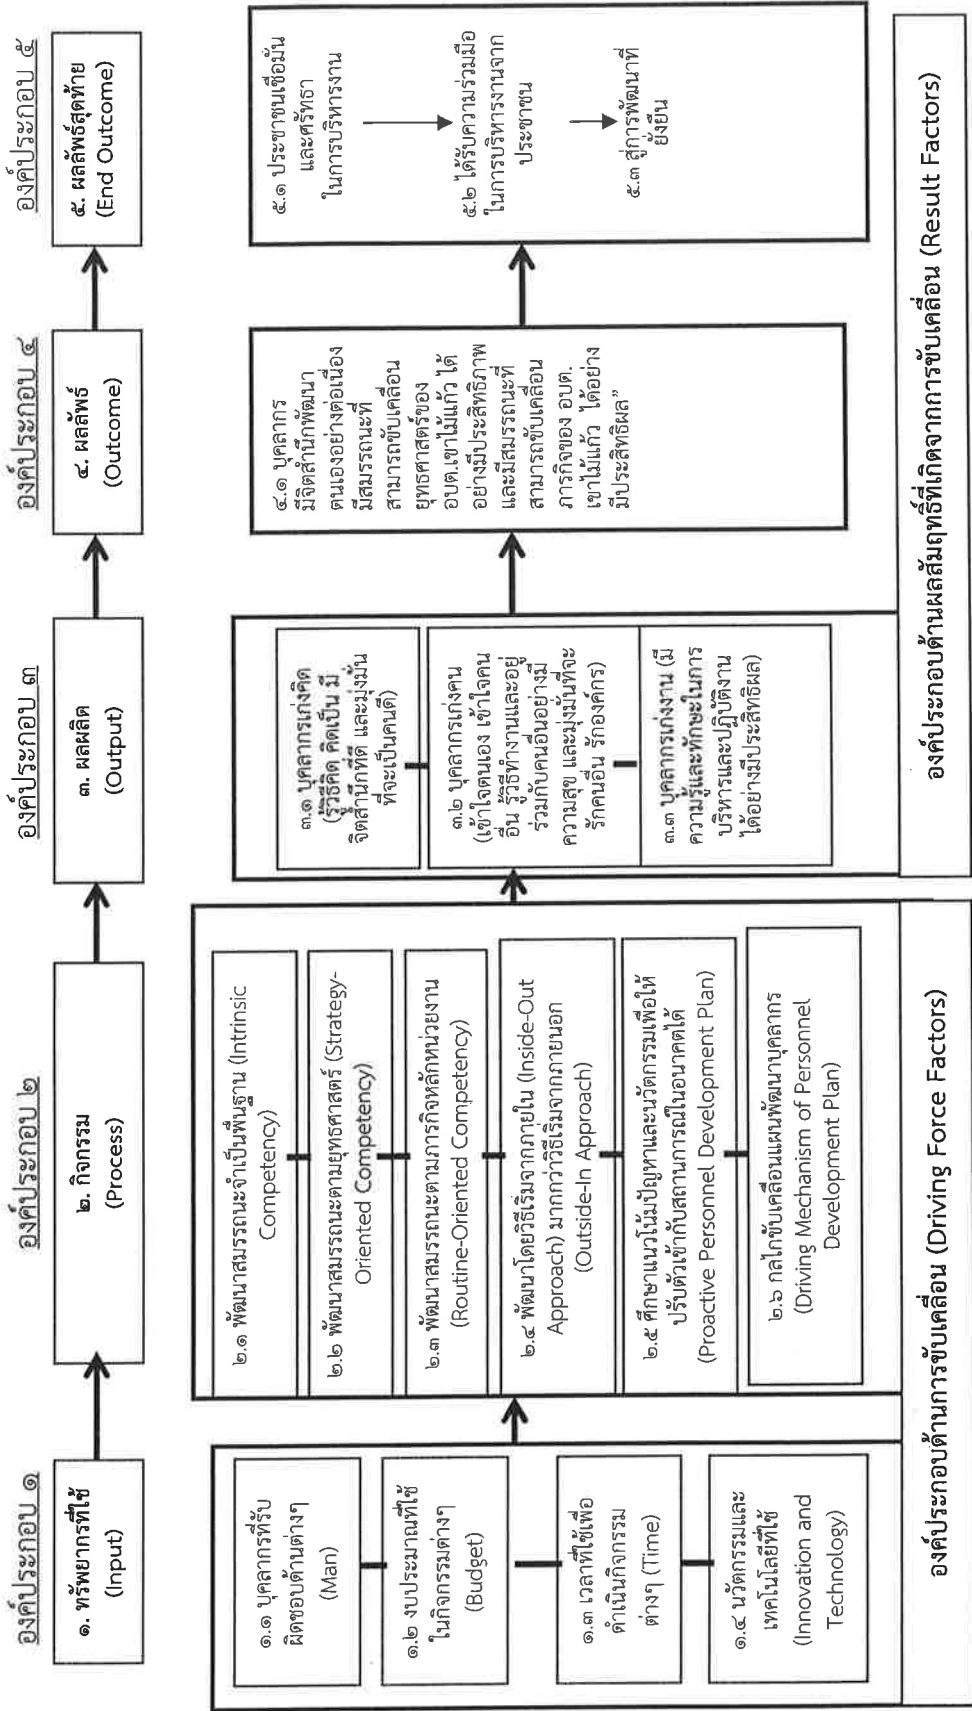 องค์ประกอบ ๑
๑. ทรัพยากรที่ใช้
(Input)
๑.๑ บุคลากรที่รับ
ผิดชอบด้านต่างๆ
(Man)
๑.๒ งบประมาณที่ใช้
ในกิจกรรมต่างๆ
(Budget)
๑.๓ เวลาที่ใช้เพื่อ
ดำเนินกิจกรรม
ต่างๆ (Time)
๑.๔ นวัตกรรมและ
เทคโนโลยีที่ใช้
(Innovation and
Technology)
องค์ประกอบ ๒
๒. กิจกรรม
(Process)
๒.๑ พัฒนาสมรรถนะจำเป็นพื้นฐาน (Intrinsic
Competency)
๒.๒ พัฒนาสมรรถนะตามยุทธศาสตร์ (Strategy-
Oriented Competency)
๒.๓ พัฒนาสมรรถนะตามภารกิจหลักหน่วยงาน
(Routine-Oriented Competency)
๒.๔ พัฒนาโดยวิธีเริ่มจากภายใน (Inside-Out
Approach) มากกว่าวิธีเริ่มจากภายนอก
(Outside-In Approach)
๒.๕ ศึกษาแนวโน้มปัญหาและนวัตกรรมเพื่อให้
ปรับตัวเข้ากับสถานการณ์ในอนาคตได้
(Proactive Personnel Development Plan)
๒.๖ กลไกขับเคลื่อนแผนพัฒนาบุคลากร
(Driving Mechanism of Personnel
Development Plan)
องค์ประกอบด้านการขับเคลื่อน (Driving Force Factors)
องค์ประกอบ ๓
๓. ผลผลิต
(Output)
๓.๑ บุคลากรเก่งคิด
(รู้วิธีคิด คิดเป็น มี
จิตสำนึกที่ดี และมุ่งมั่น
ที่จะเป็นคนดี)
๓.๒ บุคลากรเก่งคน
(เข้าใจตนเอง เข้าใจคน
อื่น รู้วิธีทำงานและอยู่
ร่วมกับคนอื่นอย่างมี
ความสุข และมุ่งมั่นที่จะ
รักคนอื่น รักองค์กร)
๓.๓ บุคลากรเก่งงาน (มี
ความรู้และทักษะในการ
บริหารและปฏิบัติงาน
ได้อย่างมีประสิทธิผล)
องค์ประกอบ ๔
๔. ผลลัพธ์
(Outcome)
๔.๑ บุคลากร
มีจิตสำนึกพัฒนา
ตนเองอย่างต่อเนื่อง
มีสมรรถนะที่
สามารถขับเคลื่อน
ยุทธศาสตร์ของ
อบต.เขาไม้แก้ว ได้
อย่างมีประสิทธิภาพ
และมีสมรรถนะที่
สามารถขับเคลื่อน
ภารกิจของ อบต.
เขาไม้แก้ว ได้อย่าง
มีประสิทธิผล”
องค์ประกอบ ๕
๕. ผลลัพธ์สุดท้าย
(End Outcome)
๕.๑ ประชาชนเชื่อมั่น
และศรัทธา
ในการบริหารงาน
๕.๒ ได้รับความร่วมมือ
ในการบริหารงานจาก
ประชาชน
๕.๓ สู่การพัฒนาที่
ยั่งยืน
องค์ประกอบด้านผลสัมฤทธิ์ที่เกิดจากการขับเคลื่อน (Result Factors)